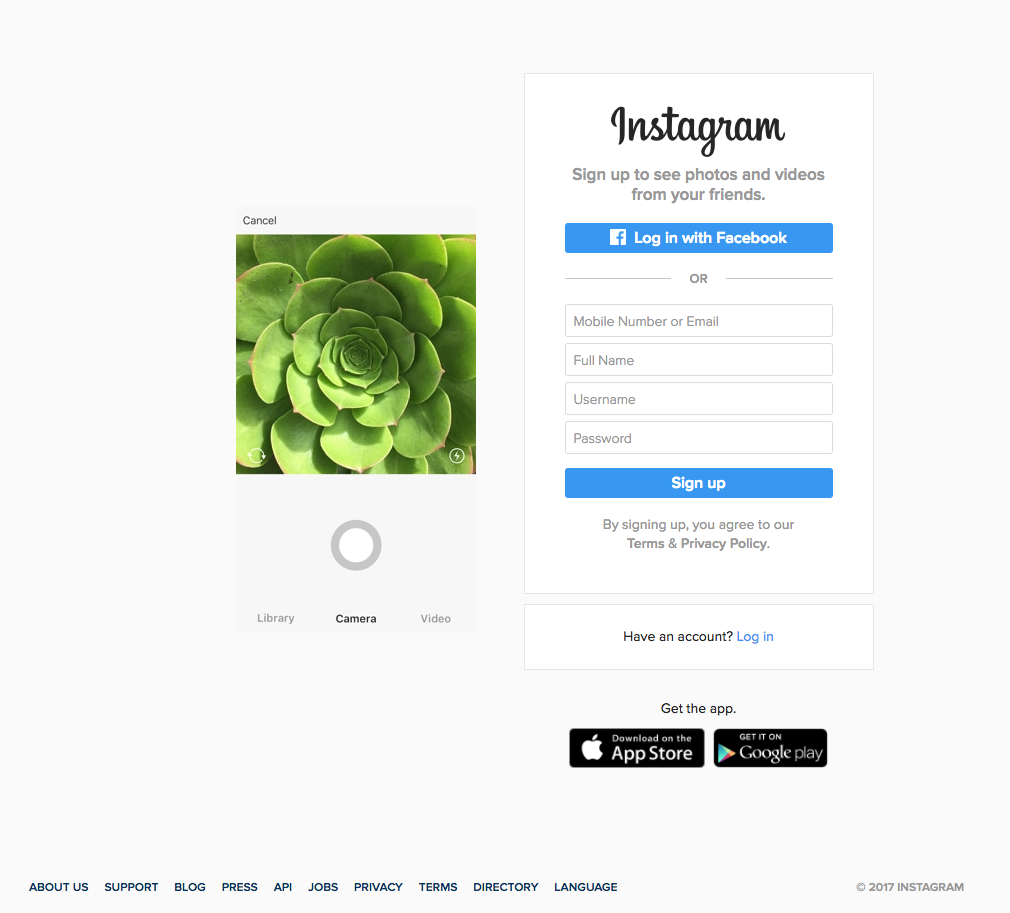 Instagram
Sign up to see photos and videos
from your friends.
Log in with Facebook
OR
Mobile Number or Email
Full Name
Username
Password
Sign up
By signing up, you agree to our
Terms & Privacy Policy.
Have an account? Log in
Get the app.
Download on the
App Store
GET IT ON
Google play
Cancel
Library Camera Video
ABOUT US SUPPORT BLOG PRESS API JOBS PRIVACY TERMS DIRECTORY LANGUAGE © 2017 INSTAGRAM